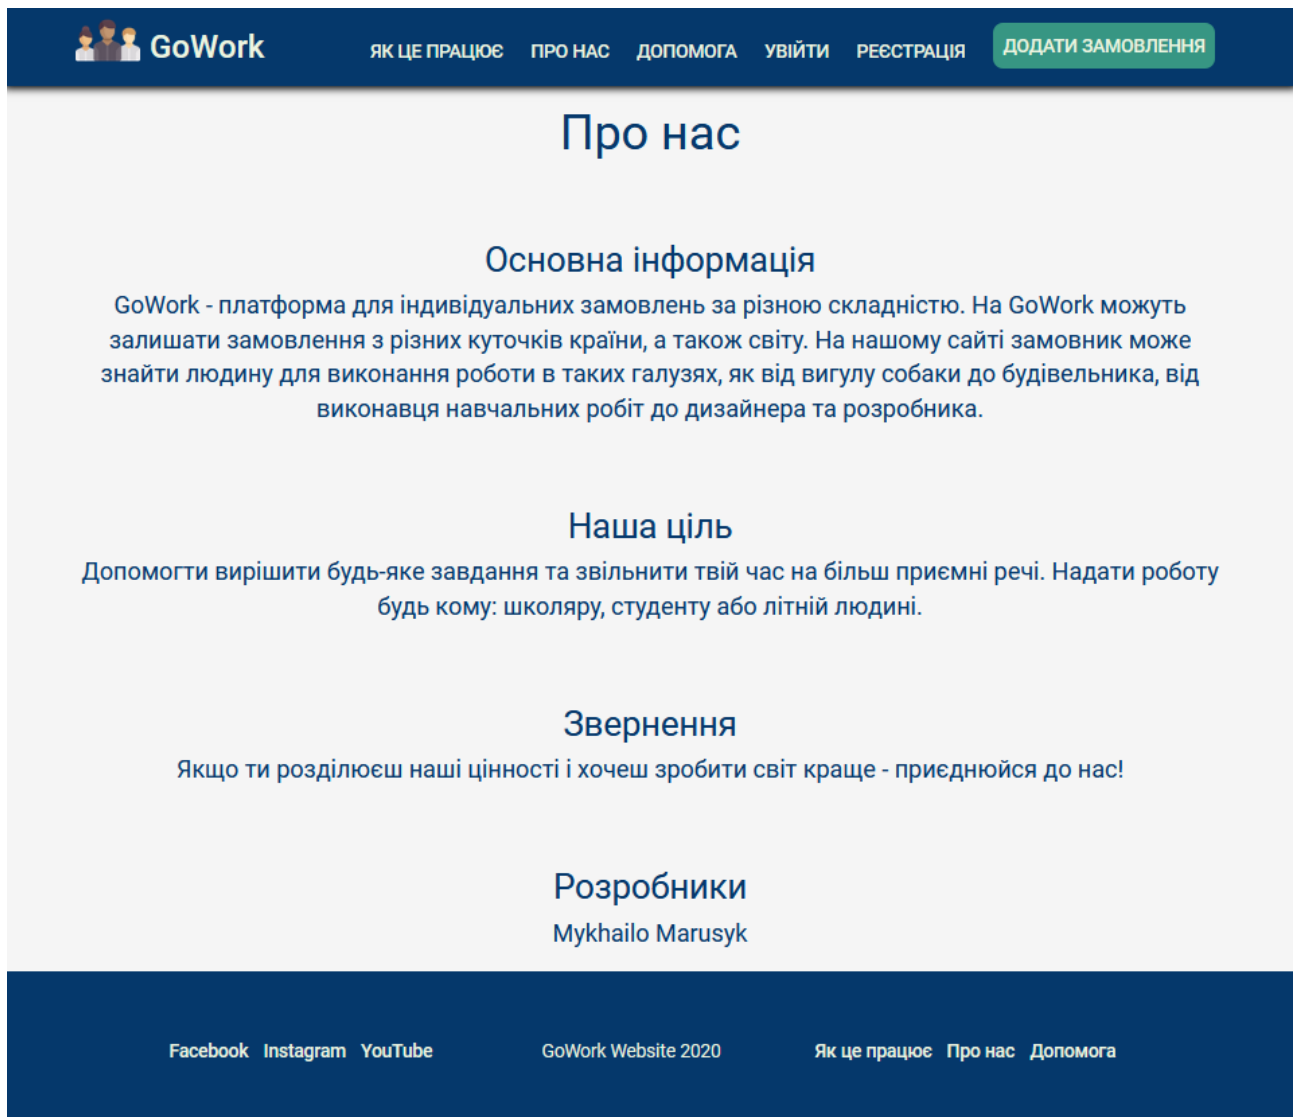 GoWork ЯК ЦЕ ПРАЦЮЄ ПРО НАС ДОПОМОГА УВІЙТИ РЕЄСТРАЦІЯ ДОДАТИ ЗАМОВЛЕННЯ
Про нас
Основна інформація
GoWork - платформа для індивідуальних замовлень за різною складністю. На GoWork можуть
залишати замовлення з різних куточків країни, а також світу. На нашому сайті замовник може
знайти людину для виконання роботи в таких галузях, як від вигулу собаки до будівельника, від
виконавця навчальних робіт до дизайнера та розробника.
Наша ціль
Допомогти вирішити будь-яке завдання та звільнити твій час на більш приємні речі. Надати роботу
будь кому: школяру, студенту або літній людині.
Звернення
Якщо ти розділюєш наші цінності і хочеш зробити світ краще - приєднюйся до нас!
Розробники
Mykhailo Marusyk
Facebook Instagram YouTube GoWork Website 2020 Як це працює Про нас Допомога